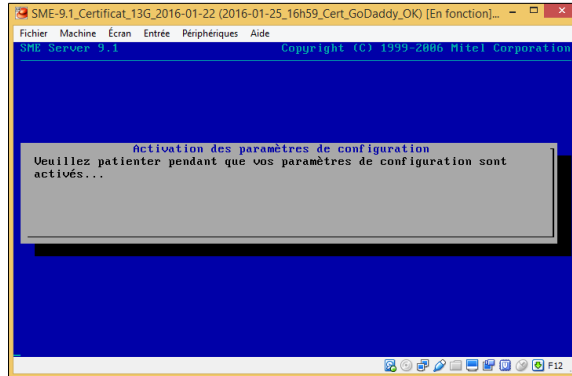 SME-9.1_Certificat_13G_2016-01-22 (2016-01-25_16h59_Cert_GoDaddy_OK) [En fonction]...
Fichier Machine Écran Entrée Périphériques Aide
SME Server 9.1 Copyright (C) 1999-2006 Mitel Corporation
Activation des paramètres de configuration
Veuillez patienter pendant que vos paramètres de configuration sont
activés...
F12